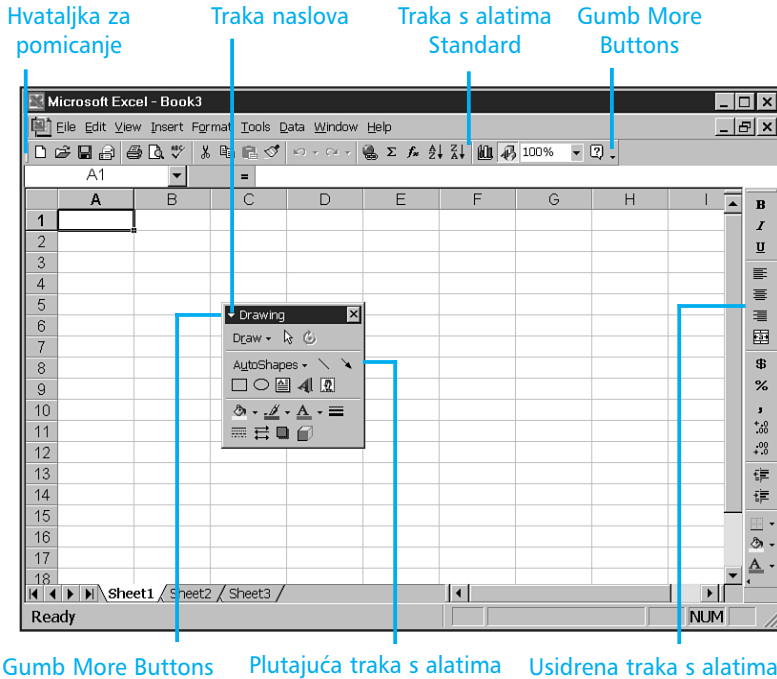 Hvataljka za
pomicanje
Traka naslova
Traka s alatima
Standard
Gumb More
Buttons
Microsoft Excel - Book3
File Edit View Insert Format Tools Data Window Help
100%
A1
=
A B C D E F G H I
1
2
3
4
5
6
7
8
9
10
11
12
13
14
15
16
17
18
Drawing
Draw
AutoShapes
B
I
U
$
%
,
Sheet1 Sheet2 Sheet3
Ready
NUM
Gumb More Buttons
Plutajuća traka s alatima
Usidrena traka s alatima